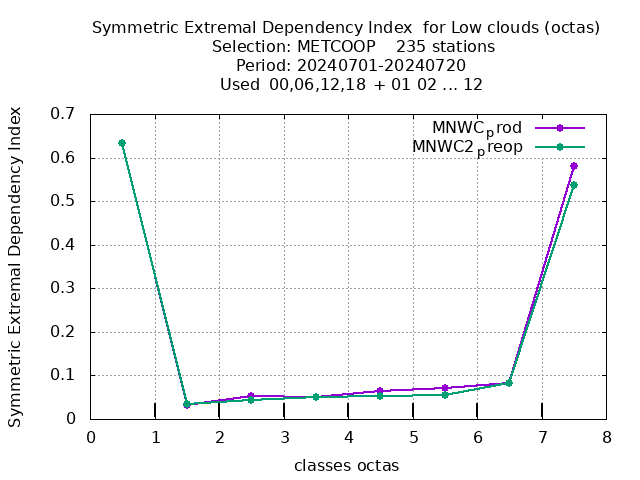 Symmetric Extremal Dependency Index  for Low clouds (octas)
Selection: METCOOP    235 stations
Period: 20240701-20240720
Used  00,06,12,18  + 01 02 ... 12
Symmetric Extremal Dependency Index
0.7
0.6
0.5
0.4
0.3
0.2
0.1
0
MNWCprod
MNWC2preop
0 1 2 3 4 5 6 7 8
classes octas